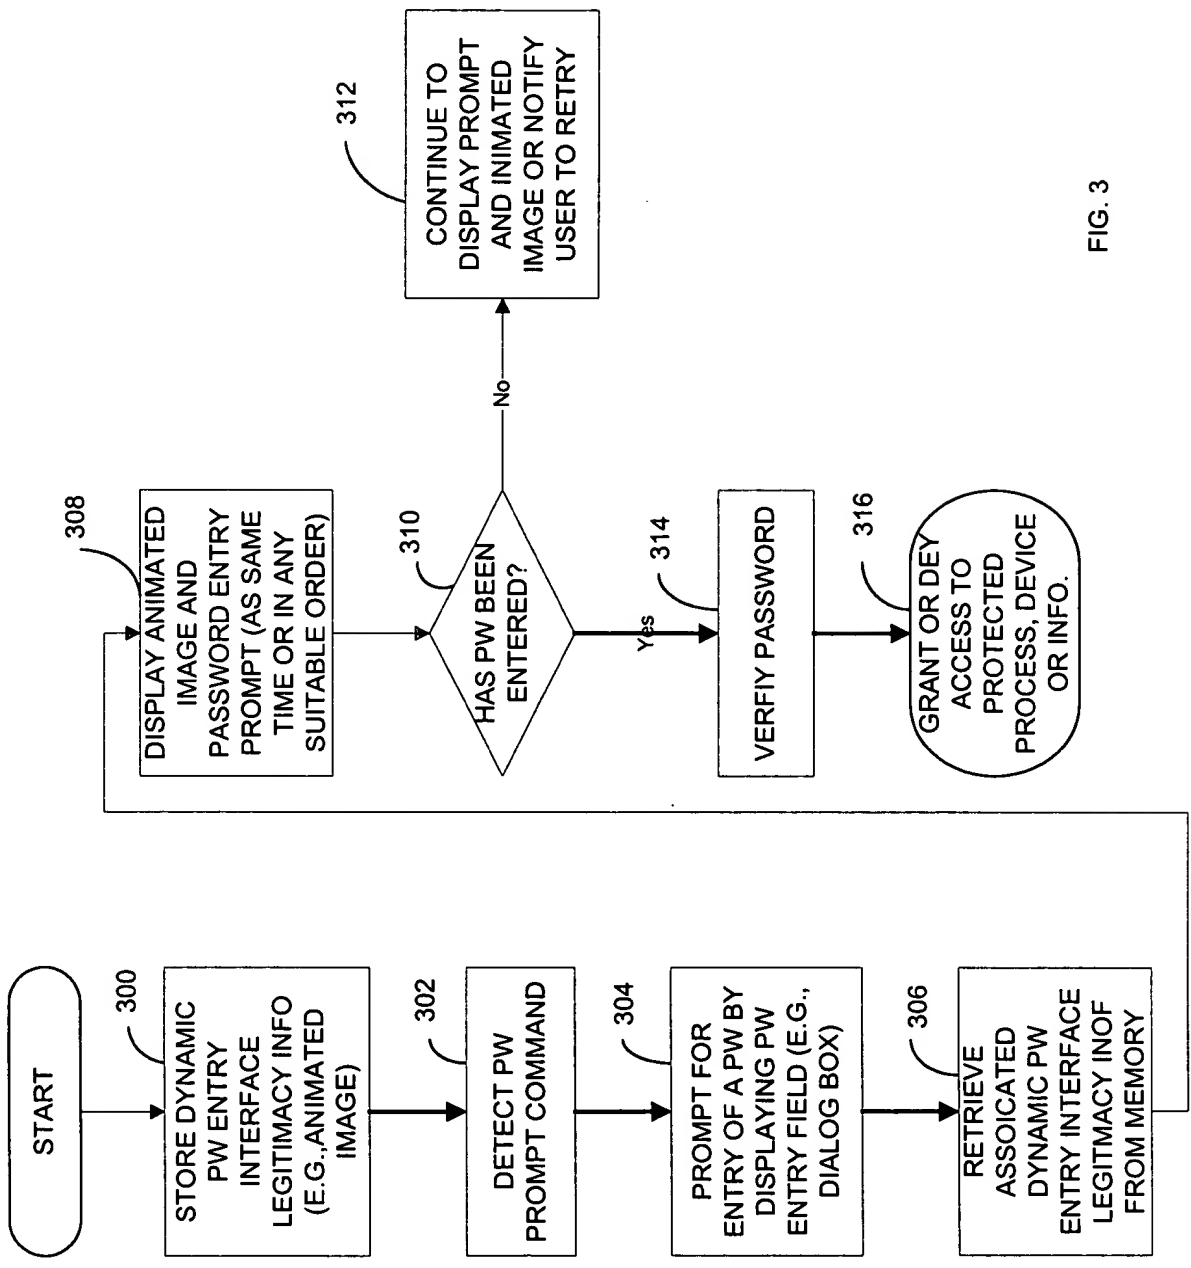 START
300
STORE DYNAMIC
PW ENTRY
INTERFACE
LEGITIMACY INFO
(E.G.,ANIMATED
IMAGE)
302
DETECT PW
PROMPT COMMAND
304
PROMPT FOR
ENTRY OF A PW BY
DISPLAYING PW
ENTRY FIELD (E.G.,
DIALOG BOX)
306
RETRIEVE
ASSOICATED
DYNAMIC PW
ENTRY INTERFACE
LEGITMACY INOF
FROM MEMORY
308
DISPLAY ANIMATED
IMAGE AND
PASSWORD ENTRY
PROMPT (AS SAME
TIME OR IN ANY
SUITABLE ORDER)
310
HAS PW BEEN
ENTERED?
No
312
CONTINUE TO
DISPLAY PROMPT
AND INIMATED
IMAGE OR NOTIFY
USER TO RETRY
Yes
314
VERFIY PASSWORD
316
GRANT OR DEY
ACCESS TO
PROTECTED
PROCESS, DEVICE
OR INFO.
FIG. 3